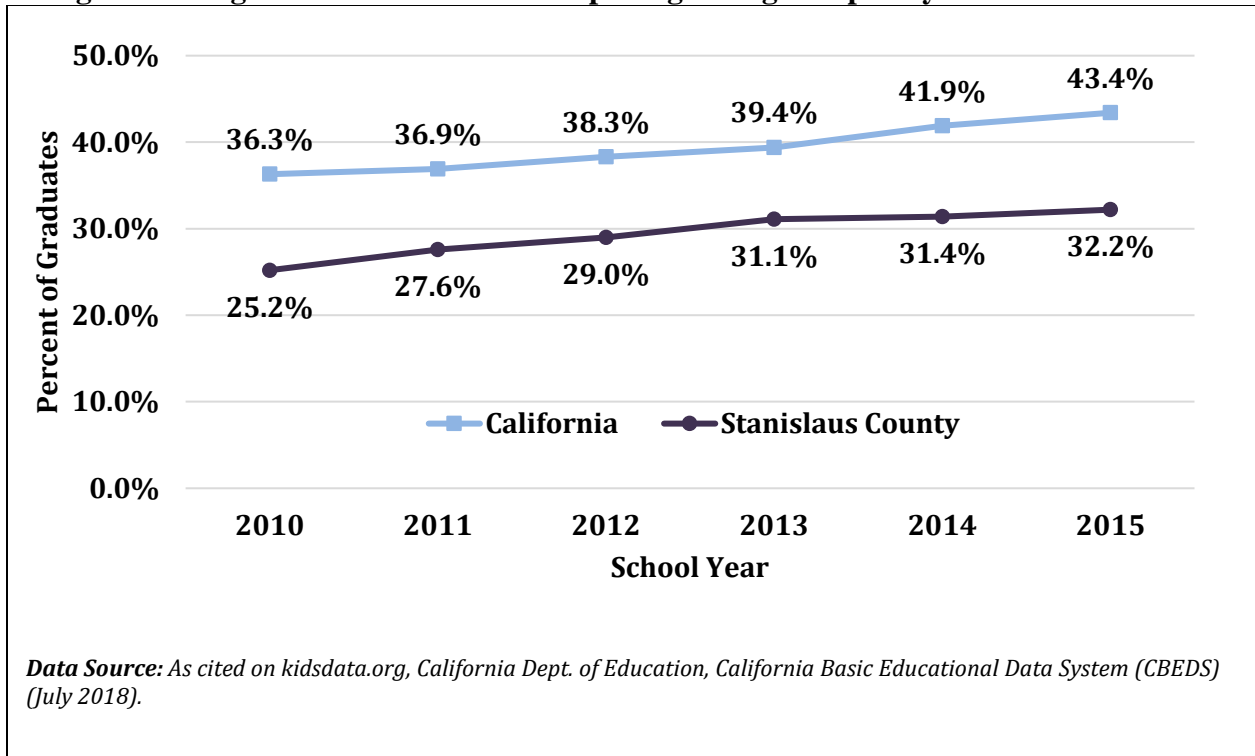 50.0%
40.0%
30.0%
20.0%
10.0%
0.0%
Percent of Graduates
36.3%
36.9%
38.3%
39.4%
41.9%
43.4%
25.2%
27.6%
29.0%
31.1%
31.4%
32.2%
California
Stanislaus County
2010 2011 2012 2013 2014 2015
School Year
Data Source: As cited on kidsdata.org, California Dept. of Education, California Basic Educational Data System (CBEDS)
(July 2018).